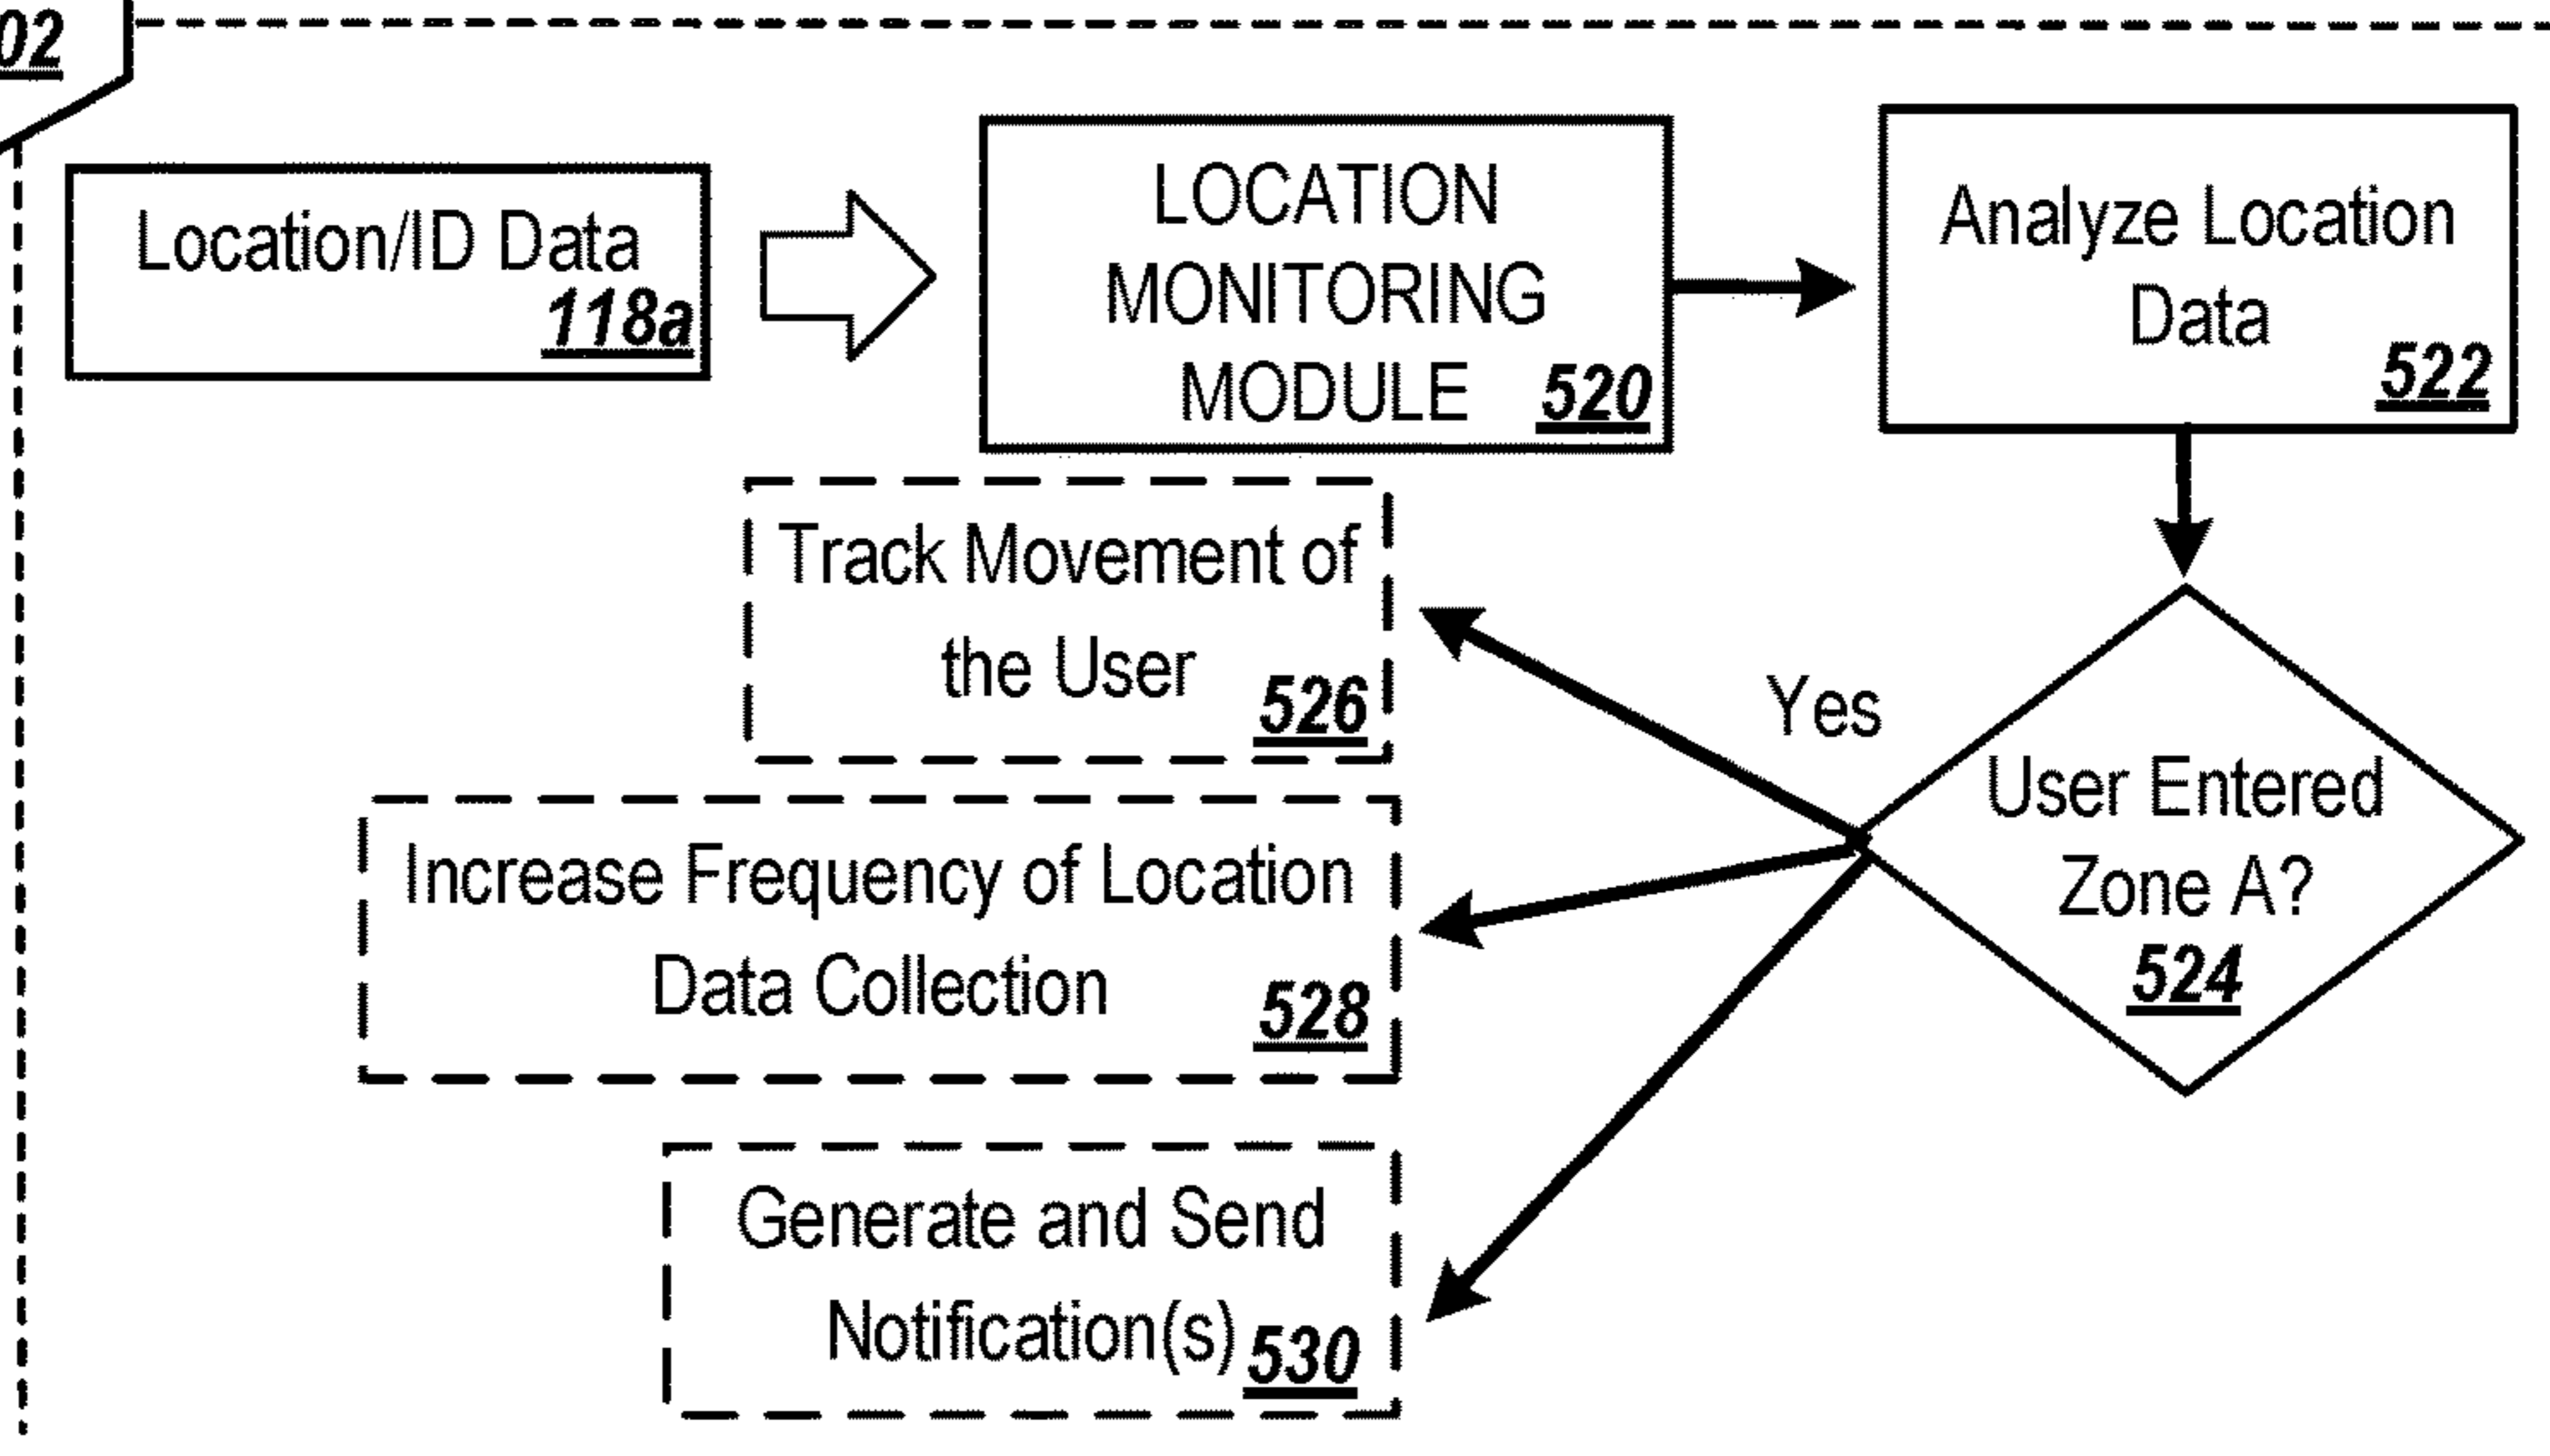 02
Location/ID Data
118a
LOCATION
MONITORING
MODULE 520
Analyze Location
Data
522
Track Movement of
the User
526
Yes
User Entered
Zone A?
524
Increase Frequency of Location
Data Collection
528
Generate and Send
Notification(s) 530